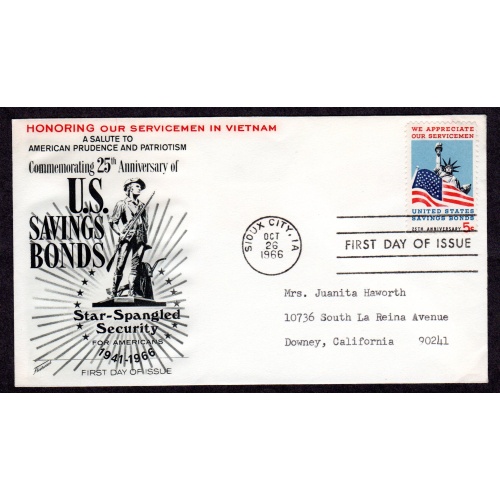 HONORING OUR SERVICEMEN IN VIETNAM
A SALUTE TO
AMERICAN PRUDENCE AND PATRIOTISM
Commemorating 25th Anniversary of
U.S.
SAVINGS
BONDS
Star-Spangled
Security
FOR AMERICANS
1941-1966
FIRST DAY OF ISSUE
WE APPRECIATE
OUR SERVICEMEN
UNITED STATES
SAVINGS BONDS
25TH ANNIVERSARY 5c
SIOUX CITY, IA
OCT
26
1966
FIRST DAY OF ISSUE
Mrs. Juanita Haworth
10736 South La Reina Avenue
Downey, California 90241